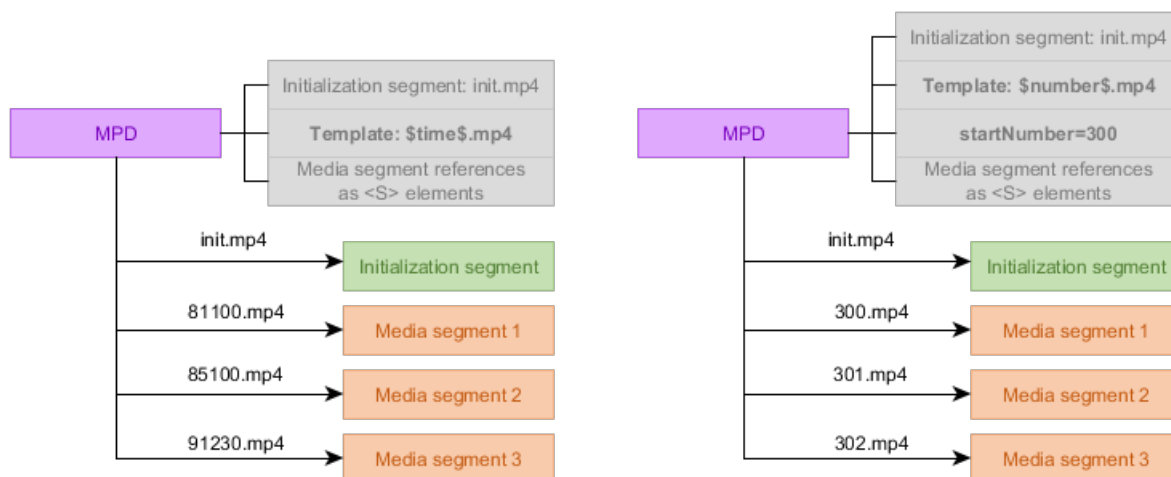 Initialization segment: init.mp4
MPD
Template: $time$.mp4
Media segment references
as <S> elements
init.mp4
Initialization segment
81100.mp4
Media segment 1
85100.mp4
Media segment 2
91230.mp4
Media segment 3
Initialization segment: init.mp4
Template: $number$.mp4
MPD
startNumber=300
Media segment references
as <S> elements
init.mp4
Initialization segment
300.mp4
Media segment 1
301.mp4
Media segment 2
302.mp4
Media segment 3